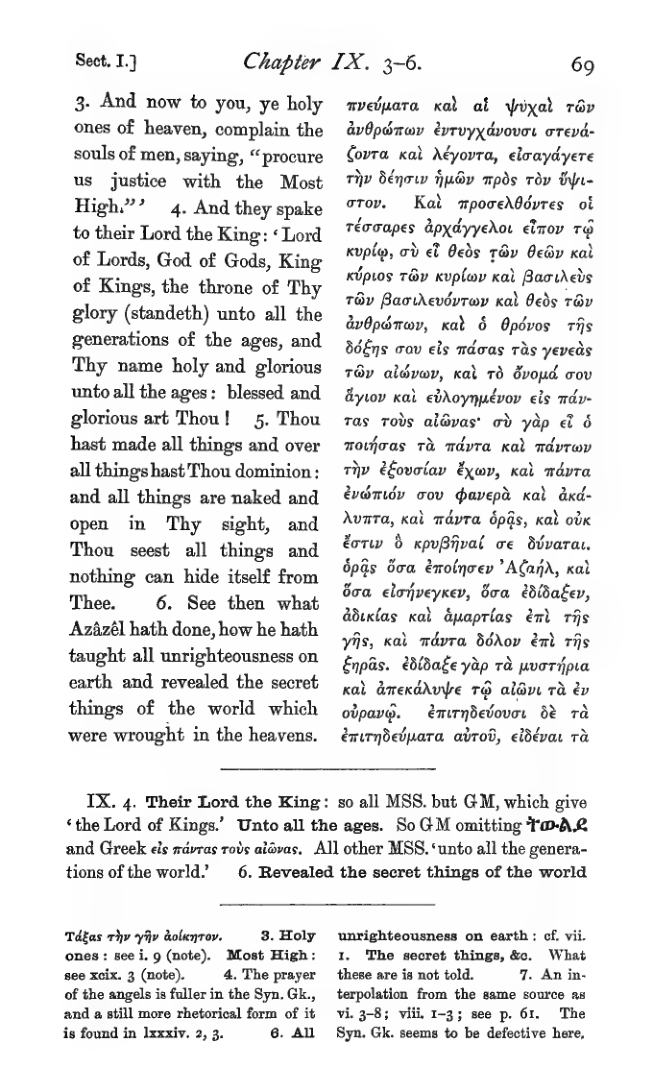 Sect. I.] Chapter IX. 3–6. 69
3. And now to you, ye holy
ones of heaven, complain the
souls of men, saying, “procure
us justice with the Most
High.”’ 4. And they spake
to their Lord the King: ‘Lord
of Lords, God of Gods, King
of Kings, the throne of Thy
glory (standeth) unto all the
generations of the ages, and
Thy name holy and glorious
unto all the ages: blessed and
glorious art Thou! 5. Thou
hast made all things and over
all things hast Thou dominion:
and all things are naked and
open in Thy sight, and
Thou seest all things and
nothing can hide itself from
Thee. 6. See then what
Azâzêl hath done, how he hath
taught all unrighteousness on
earth and revealed the secret
things of the world which
were wrought in the heavens.
πνεύματα καὶ αἱ ψυχαὶ τῶν
ἀνθρώπων ἐντυγχάνουσι στενά-
ζοντα καὶ λέγοντα, εἰσαγάγετε
τὴν δέησιν ἡμῶν πρὸς τὸν ὕψι-
στον. Καὶ προσελθόντες οἱ
τέσσαρες ἀρχάγγελοι εἶπον τῷ
κυρίῳ, σὺ εἶ θεὸς τῶν θεῶν καὶ
κύριος τῶν κυρίων καὶ βασιλεὺς
τῶν βασιλευόντων καὶ θεὸς τῶν
ἀνθρώπων, καὶ ὁ θρόνος τῆς
δόξης σου εἰς πάσας τὰς γενεὰς
τῶν αἰώνων, καὶ τὸ ὄνομά σου
ἅγιον καὶ εὐλογημένον εἰς πάν-
τας τοὺς αἰῶνας· σὺ γὰρ εἶ ὁ
ποιήσας τὰ πάντα καὶ πάντων
τὴν ἐξουσίαν ἔχων, καὶ πάντα
ἐνώπιόν σου φανερὰ καὶ ἀκά-
λυπτα, καὶ πάντα ὁρᾷς, καὶ οὐκ
ἔστιν ὃ κρυβῆναί σε δύναται.
ὁρᾷς ὅσα ἐποίησεν Ἀζαήλ, καὶ
ὅσα εἰσήνεγκεν, ὅσα ἐδίδαξεν,
ἀδικίας καὶ ἁμαρτίας ἐπὶ τῆς
γῆς, καὶ πάντα δόλον ἐπὶ τῆς
ξηρᾶς. ἐδίδαξε γὰρ τὰ μυστήρια
καὶ ἀπεκάλυψε τῷ αἰῶνι τὰ ἐν
οὐρανῷ. ἐπιτηδεύουσι δὲ τὰ
ἐπιτηδεύματα αὐτοῦ, εἰδέναι τὰ
IX. 4. Their Lord the King: so all MSS. but GM, which give
‘the Lord of Kings.’ Unto all the ages. So GM omitting ትውልደ
and Greek εἰς πάντας τοὺς αἰῶνας. All other MSS. ‘unto all the genera-
tions of the world.’ 6. Revealed the secret things of the world
Τάξας τὴν γῆν ἀοίκητον. 3. Holy
ones: see i. 9 (note). Most High:
see xcix. 3 (note). 4. The prayer
of the angels is fuller in the Syn. Gk.,
and a still more rhetorical form of it
is found in lxxxiv. 2, 3. 6. All
unrighteousness on earth: cf. vii.
1. The secret things, &c. What
these are is not told. 7. An in-
terpolation from the same source as
vi. 3–8; viii. 1–3; see p. 61. The
Syn. Gk. seems to be defective here.